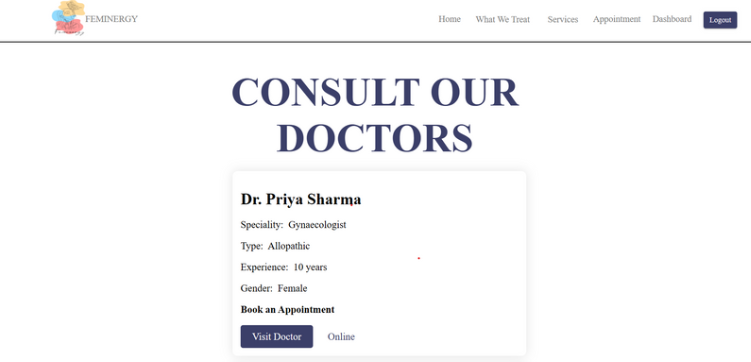 FEMINERGY
Home What We Treat Services Appointment Dashboard Logout
CONSULT OUR
DOCTORS
Dr. Priya Sharma
Speciality: Gynaecologist
Type: Allopathic
Experience: 10 years
Gender: Female
Book an Appointment
Visit Doctor Online